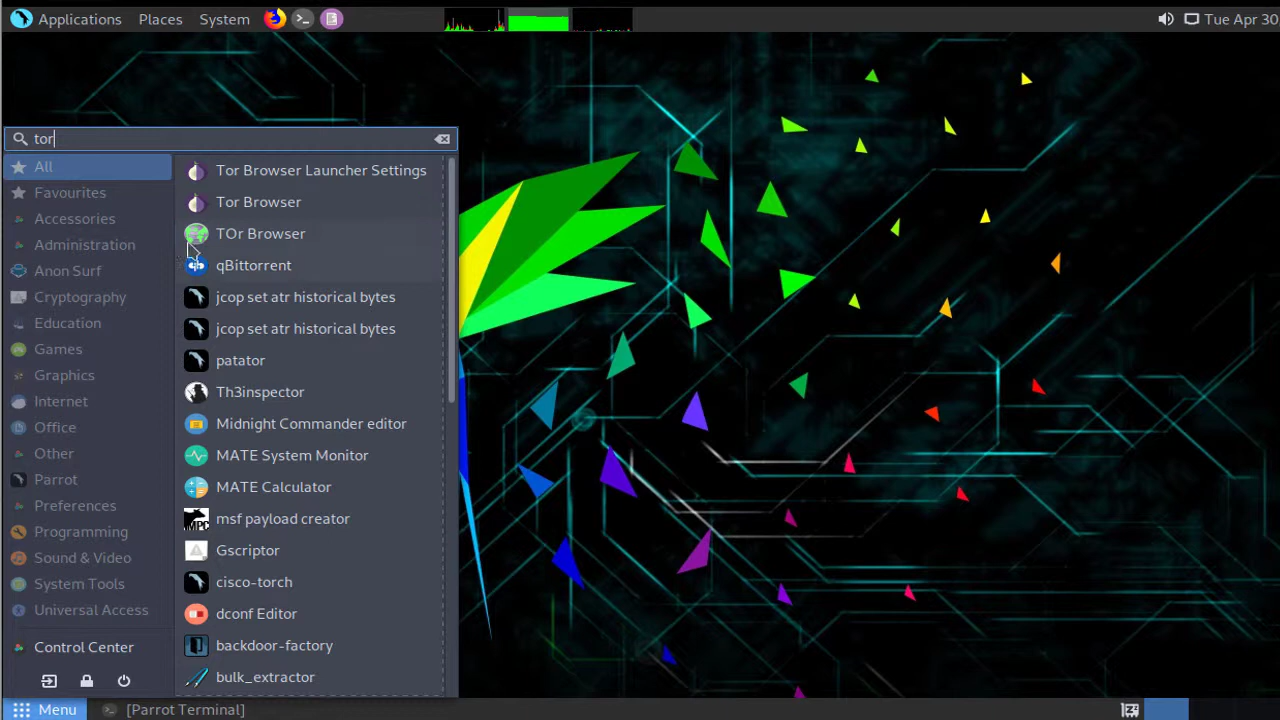 Applications Places System
Tue Apr 30
tor
All
Favourites
Accessories
Administration
Anon Surf
Cryptography
Education
Games
Graphics
Internet
Office
Other
Parrot
Preferences
Programming
Sound & Video
System Tools
Universal Access
Control Center
Tor Browser Launcher Settings
Tor Browser
TOr Browser
qBittorrent
jcop set atr historical bytes
jcop set atr historical bytes
patator
Th3inspector
Midnight Commander editor
MATE System Monitor
MATE Calculator
msf payload creator
Gscriptor
cisco-torch
dconf Editor
backdoor-factory
bulk_extractor
Menu
[Parrot Terminal]